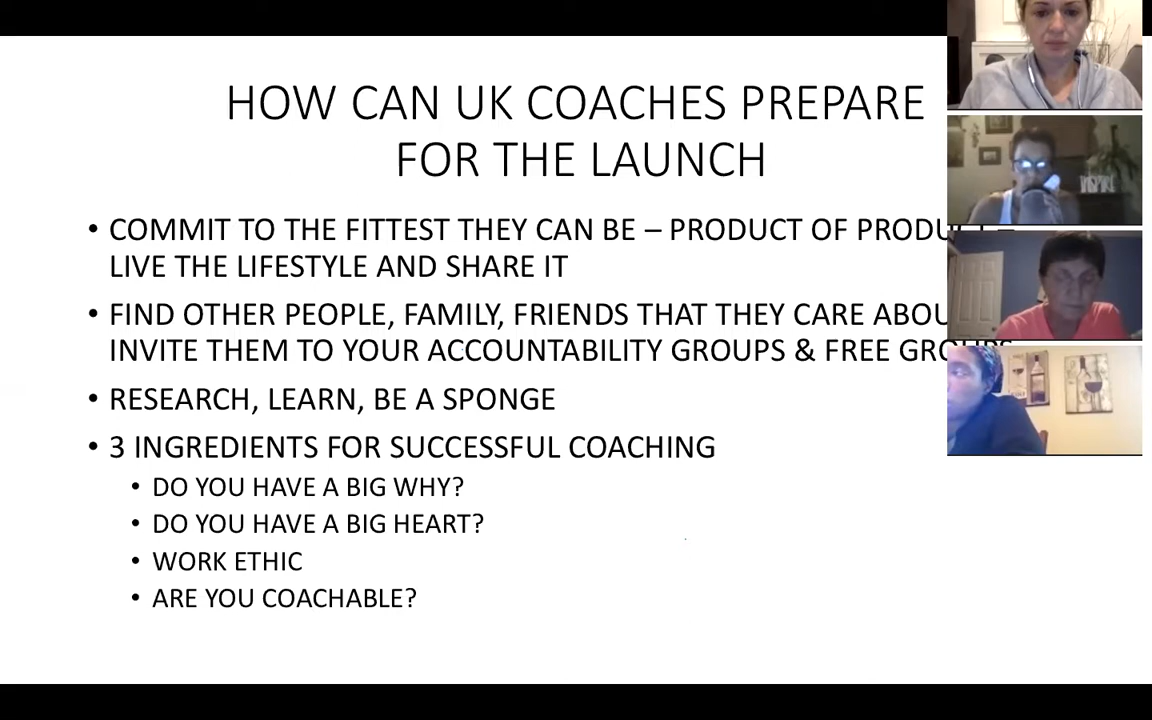 HOW CAN UK COACHES PREPARE
FOR THE LAUNCH
• COMMIT TO THE FITTEST THEY CAN BE – PRODUCT OF PRODUCT –
LIVE THE LIFESTYLE AND SHARE IT
• FIND OTHER PEOPLE, FAMILY, FRIENDS THAT THEY CARE ABOU
INVITE THEM TO YOUR ACCOUNTABILITY GROUPS & FREE GROUPS
• RESEARCH, LEARN, BE A SPONGE
• 3 INGREDIENTS FOR SUCCESSFUL COACHING
• DO YOU HAVE A BIG WHY?
• DO YOU HAVE A BIG HEART?
• WORK ETHIC
• ARE YOU COACHABLE?